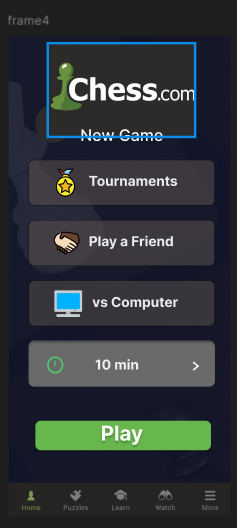 frame4
Chess.com
New Game
Tournaments
Play a Friend
vs Computer
10 min
Play
Home Puzzles Learn Watch More